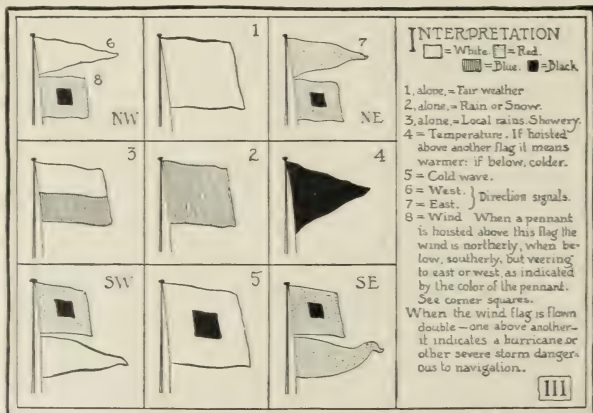 6
8
NW
1
7
NE
3
2
4
SW
5
SE
INTERPRETATION
= White. = Red.
= Blue. = Black
1, alone, = Fair weather
2, alone, = Rain or Snow.
3, alone, = Local rains. Showery.
4 = Temperature. If hoisted
above another flag it means
warmer: if below, colder.
5 = Cold wave.
6 = West. } Direction signals.
7 = East.
8 = Wind When a pennant
is hoisted above this flag the
wind is northerly, when be-
low, southerly, but veering
to east or west, as indicated
by the color of the pennant.
See corner squares.
When the wind flag is flown
double — one above another —
it indicates a hurricane or
other severe storm danger-
ous to navigation.
III